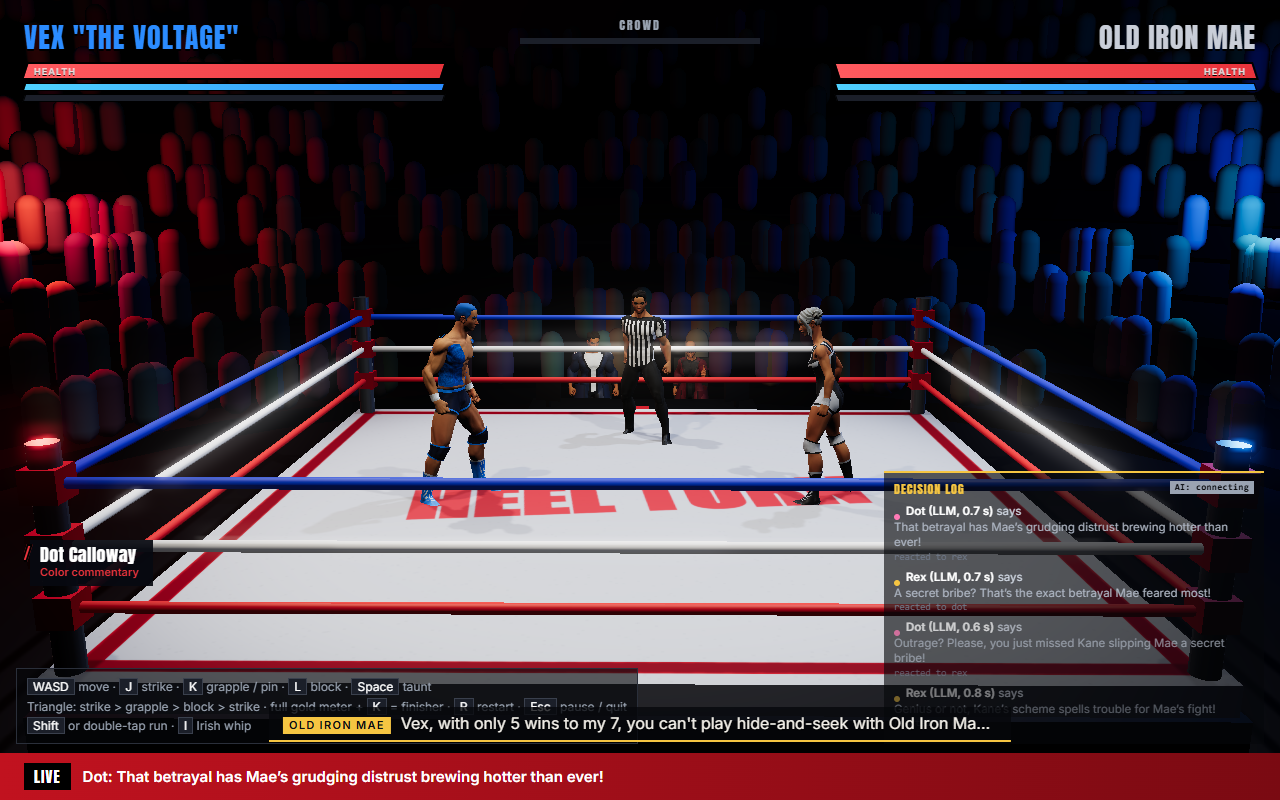 VEX "THE VOLTAGE"
CROWD
OLD IRON MAE
HEALTH
HEALTH
HEEL TURN
DECISION LOG
AI: connecting
Dot (LLM, 0.7 s) says
That betrayal has Mae's grudging distrust brewing hotter than
ever!
reacted to rex
Rex (LLM, 0.7 s) says
A secret bribe? That's the exact betrayal Mae feared most!
reacted to dot
Dot (LLM, 0.6 s) says
Outrage? Please, you just missed Kane slipping Mae a secret
bribe!
reacted to rex
Rex (LLM, 0.8 s) says
Genius or not, Kane's scheme spells trouble for Mae's fight!
/ Dot Calloway
Color commentary
WASD move · J strike · K grapple / pin · L block · Space taunt
Triangle: strike > grapple > block > strike · full gold meter + K = finisher · R restart · Esc pause / quit
Shift or double-tap run · I Irish whip
OLD IRON MAE Vex, with only 5 wins to my 7, you can't play hide-and-seek with Old Iron Ma...
LIVE Dot: That betrayal has Mae's grudging distrust brewing hotter than ever!